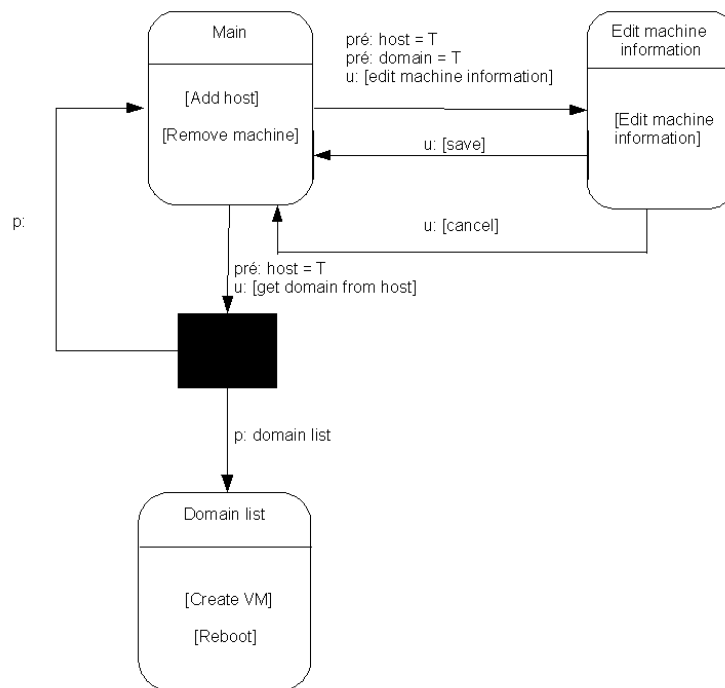 Main
[Add host]
[Remove machine]
pré: host = T
pré: domain = T
u: [edit machine information]
Edit machine
information
[Edit machine
information]
u: [save]
u: [cancel]
p:
pré: host = T
u: [get domain from host]
p: domain list
Domain list
[Create VM]
[Reboot]